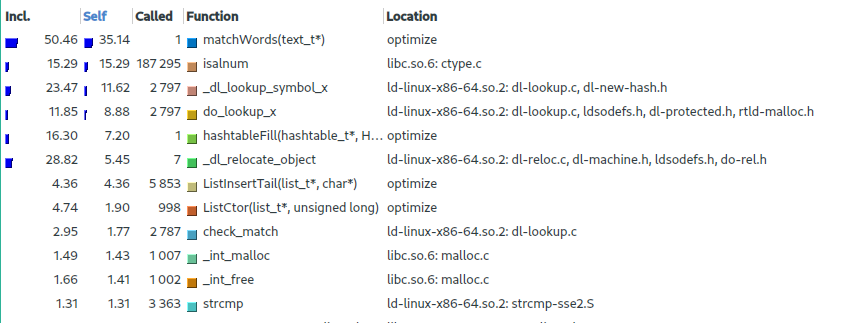 Incl. Self Called Function Location
50.46 35.14 1 matchWords(text_t*) optimize
15.29 15.29 187 295 isalnum libc.so.6: ctype.c
23.47 11.62 2 797 _dl_lookup_symbol_x ld-linux-x86-64.so.2: dl-lookup.c, dl-new-hash.h
11.85 8.88 2 797 do_lookup_x ld-linux-x86-64.so.2: dl-lookup.c, ldsodefs.h, dl-protected.h, rtld-malloc.h
16.30 7.20 1 hashtableFill(hashtable_t*, H... optimize
28.82 5.45 7 _dl_relocate_object ld-linux-x86-64.so.2: dl-reloc.c, dl-machine.h, ldsodefs.h, do-rel.h
4.36 4.36 5 853 ListInsertTail(list_t*, char*) optimize
4.74 1.90 998 ListCtor(list_t*, unsigned long) optimize
2.95 1.77 2 787 check_match ld-linux-x86-64.so.2: dl-lookup.c
1.49 1.43 1 007 _int_malloc libc.so.6: malloc.c
1.66 1.41 1 002 _int_free libc.so.6: malloc.c
1.31 1.31 3 363 strcmp ld-linux-x86-64.so.2: strcmp-sse2.S